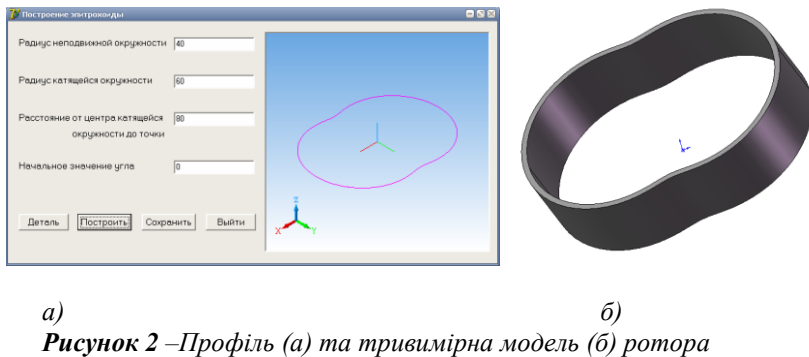 Построение эпитрохоиды
Радиус неподвижной окружности 40
Радиус катящейся окружности 60
Расстояние от центра катящейся 80
окружности до точки
Начальное значение угла 0
Деталь Построить Сохранить Выйти
Z
X Y
а) б)
Рисунок 2 –Профіль (а) та тривимірна модель (б) ротора